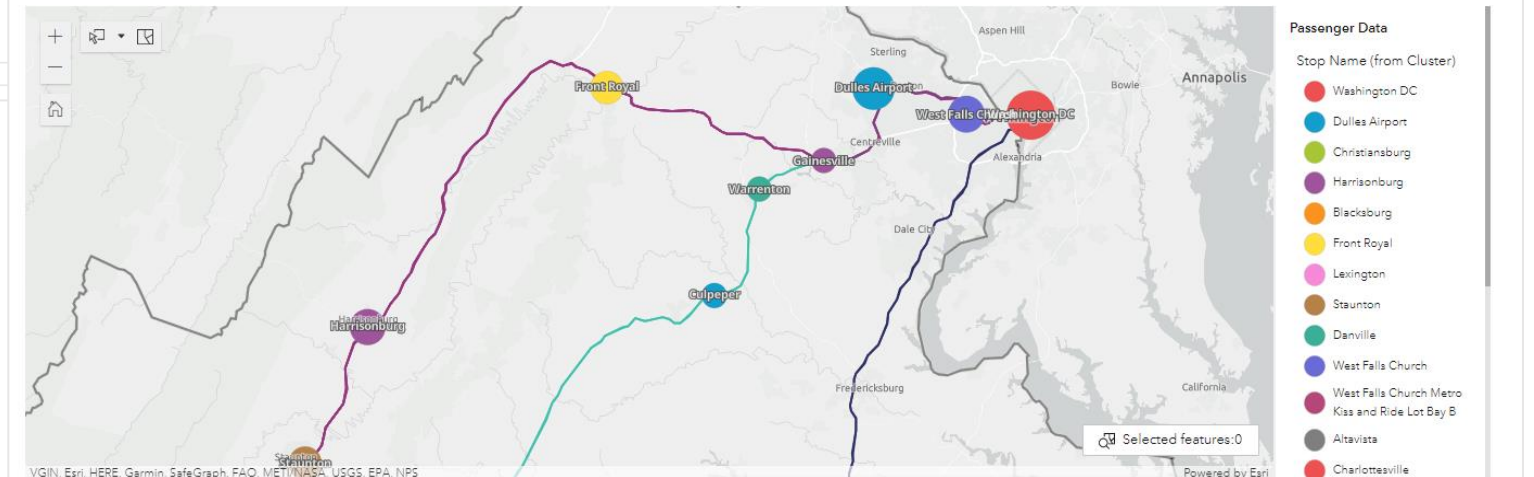 Aspen Hill
Sterling
Bowie
Annapolis
Front Royal
Dulles Airport
West Falls Church
Washington DC
Centreville
Gainesville
Alexandria
Warrenton
Dale City
Culpeper
Harrisonburg
Harrisonburg
Fredericksburg
California
Staunton
Staunton
Selected features:0
VGIN, Esri, HERE, Garmin, SafeGraph, FAO, METI/NASA, USGS, EPA, NPS
Powered by Esri
Passenger Data
Stop Name (from Cluster)
Washington DC
Dulles Airport
Christiansburg
Harrisonburg
Blacksburg
Front Royal
Lexington
Staunton
Danville
West Falls Church
West Falls Church Metro
Kiss and Ride Lot Bay B
Altavista
Charlottesville